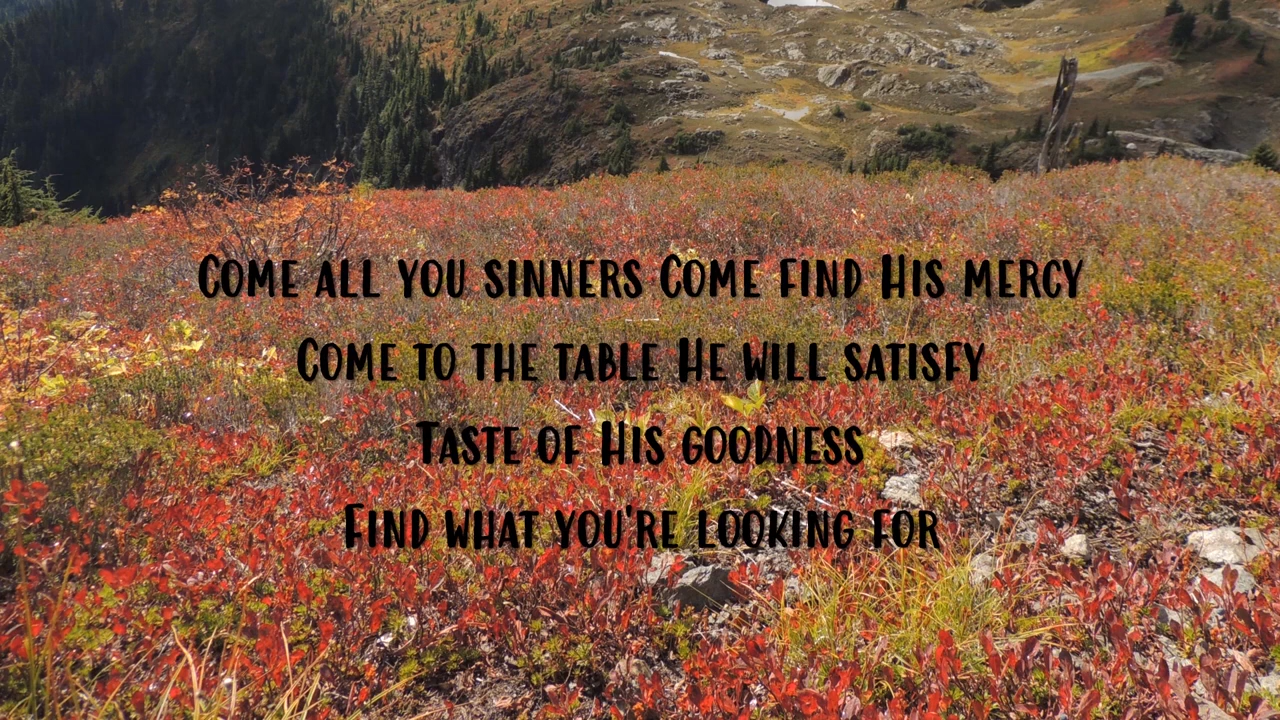 Come all you sinners Come find His mercy
Come to the table He will satisfy
Taste of His goodness
Find what you're looking for